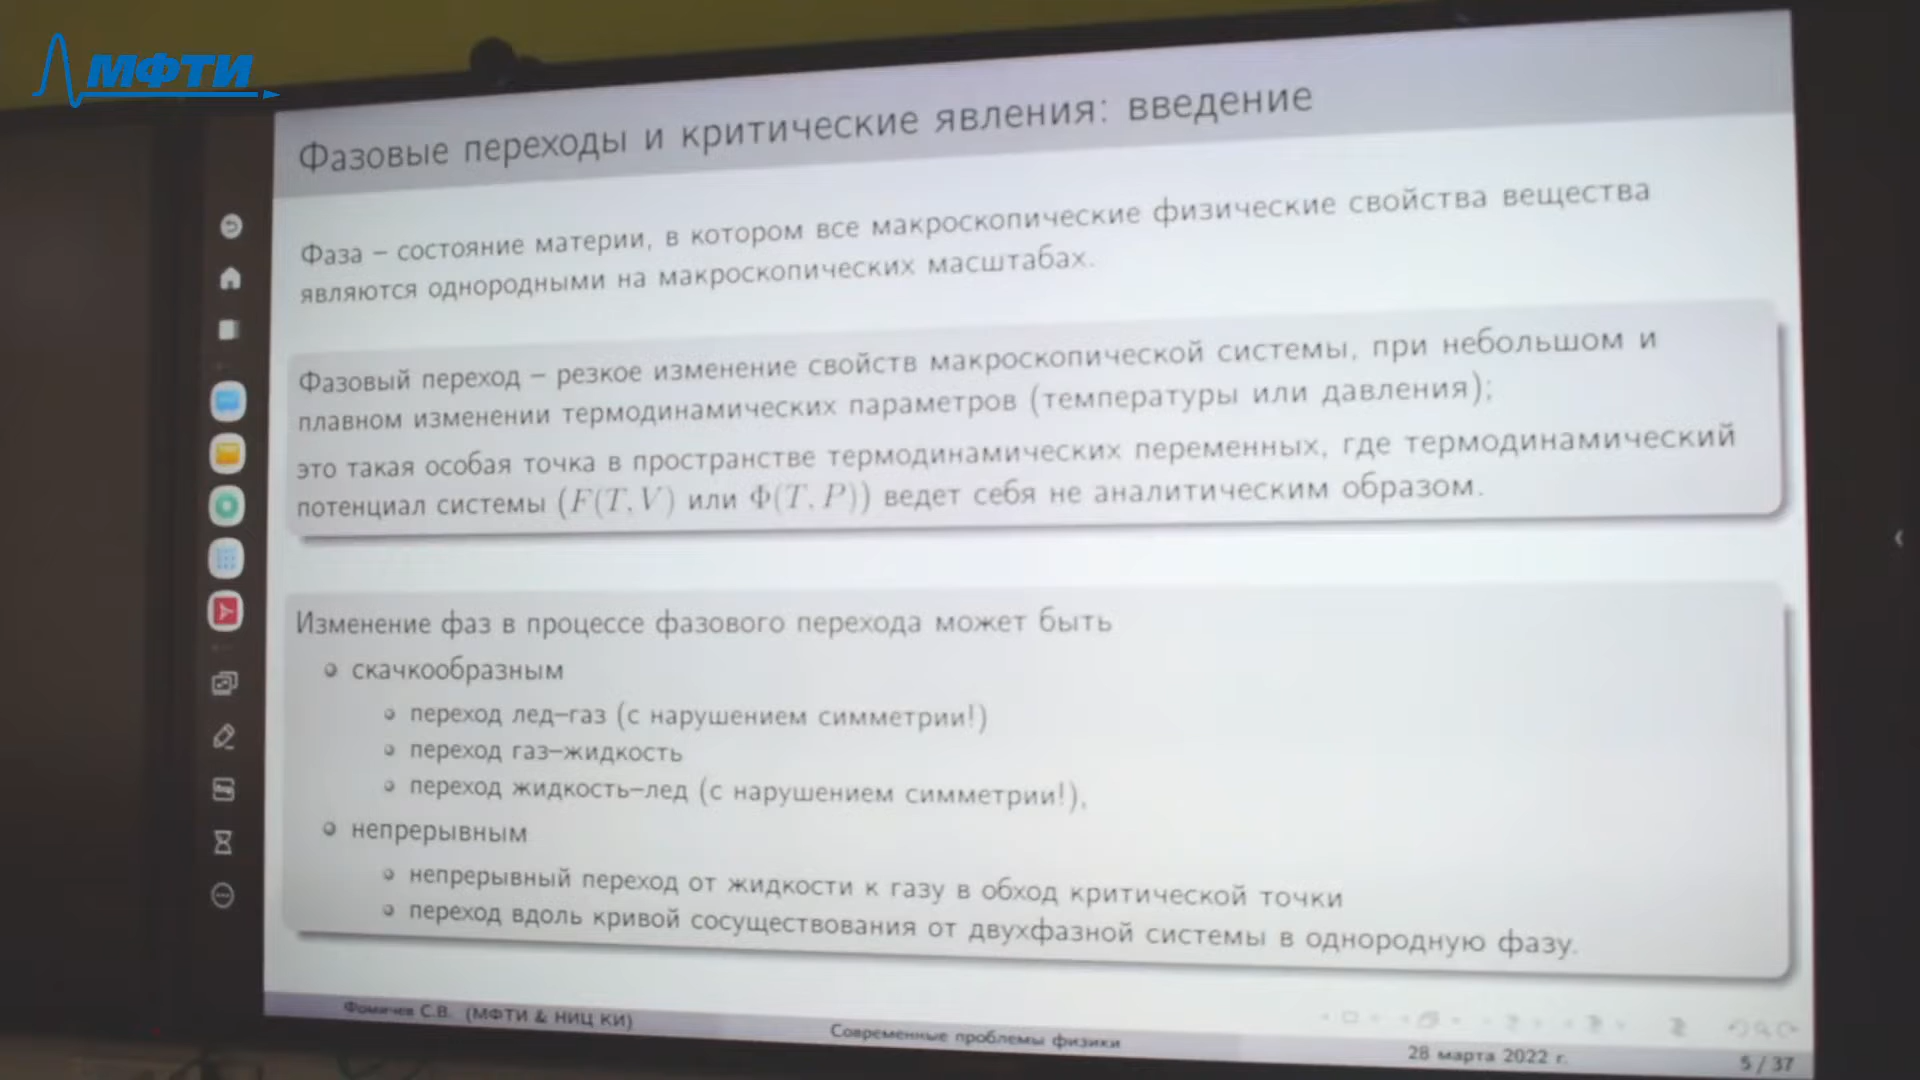 МФТИ
Фазовые переходы и критические явления: введение
Фаза – состояние материи, в котором все макроскопические физические свойства вещества
являются однородными на макроскопических масштабах.
Фазовый переход – резкое изменение свойств макроскопической системы, при небольшом и
плавном изменении термодинамических параметров (температуры или давления);
это такая особая точка в пространстве термодинамических переменных, где термодинамический
потенциал системы (F(T, V) или Φ(T, P)) ведет себя не аналитическим образом.
Изменение фаз в процессе фазового перехода может быть
скачкообразным
переход лед–газ (с нарушением симметрии!)
переход газ–жидкость
переход жидкость–лед (с нарушением симметрии!),
непрерывным
непрерывный переход от жидкости к газу в обход критической точки
переход вдоль кривой сосуществования от двухфазной системы в однородную фазу.
Фомичев С.В. (МФТИ & НИЦ КИ)
Современные проблемы физики
28 марта 2022 г.
5 / 37